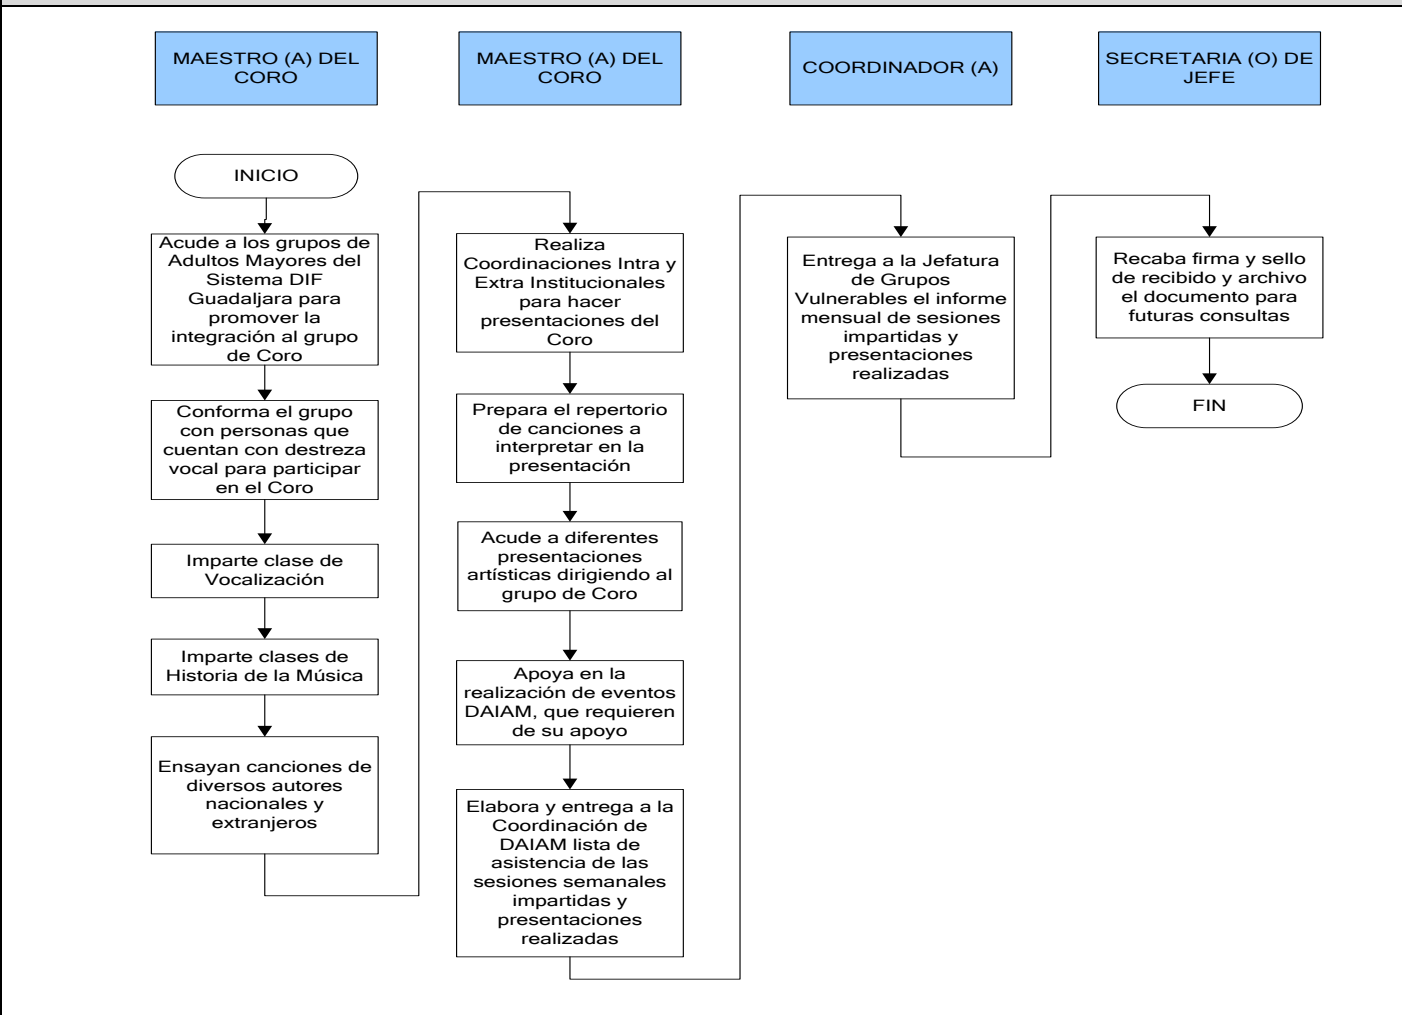 MAESTRO (A) DEL
CORO
MAESTRO (A) DEL
CORO
COORDINADOR (A)
SECRETARIA (O) DE
JEFE
INICIO
Acude a los grupos de
Adultos Mayores del
Sistema DIF
Guadaljara para
promover la
integración al grupo
de Coro
Conforma el grupo
con personas que
cuentan con destreza
vocal para participar
en el Coro
Imparte clase de
Vocalización
Imparte clases de
Historia de la Música
Ensayan canciones de
diversos autores
nacionales y
extranjeros
Realiza
Coordinaciones Intra y
Extra Institucionales
para hacer
presentaciones del
Coro
Prepara el repertorio
de canciones a
interpretar en la
presentación
Acude a diferentes
presentaciones
artísticas dirigiendo al
grupo de Coro
Apoya en la
realización de eventos
DAIAM, que requieren
de su apoyo
Elabora y entrega a la
Coordinación de
DAIAM lista de
asistencia de las
sesiones semanales
impartidas y
presentaciones
realizadas
Entrega a la Jefatura
de Grupos
Vulnerables el informe
mensual de sesiones
impartidas y
presentaciones
realizadas
Recaba firma y sello
de recibido y archivo
el documento para
futuras consultas
FIN